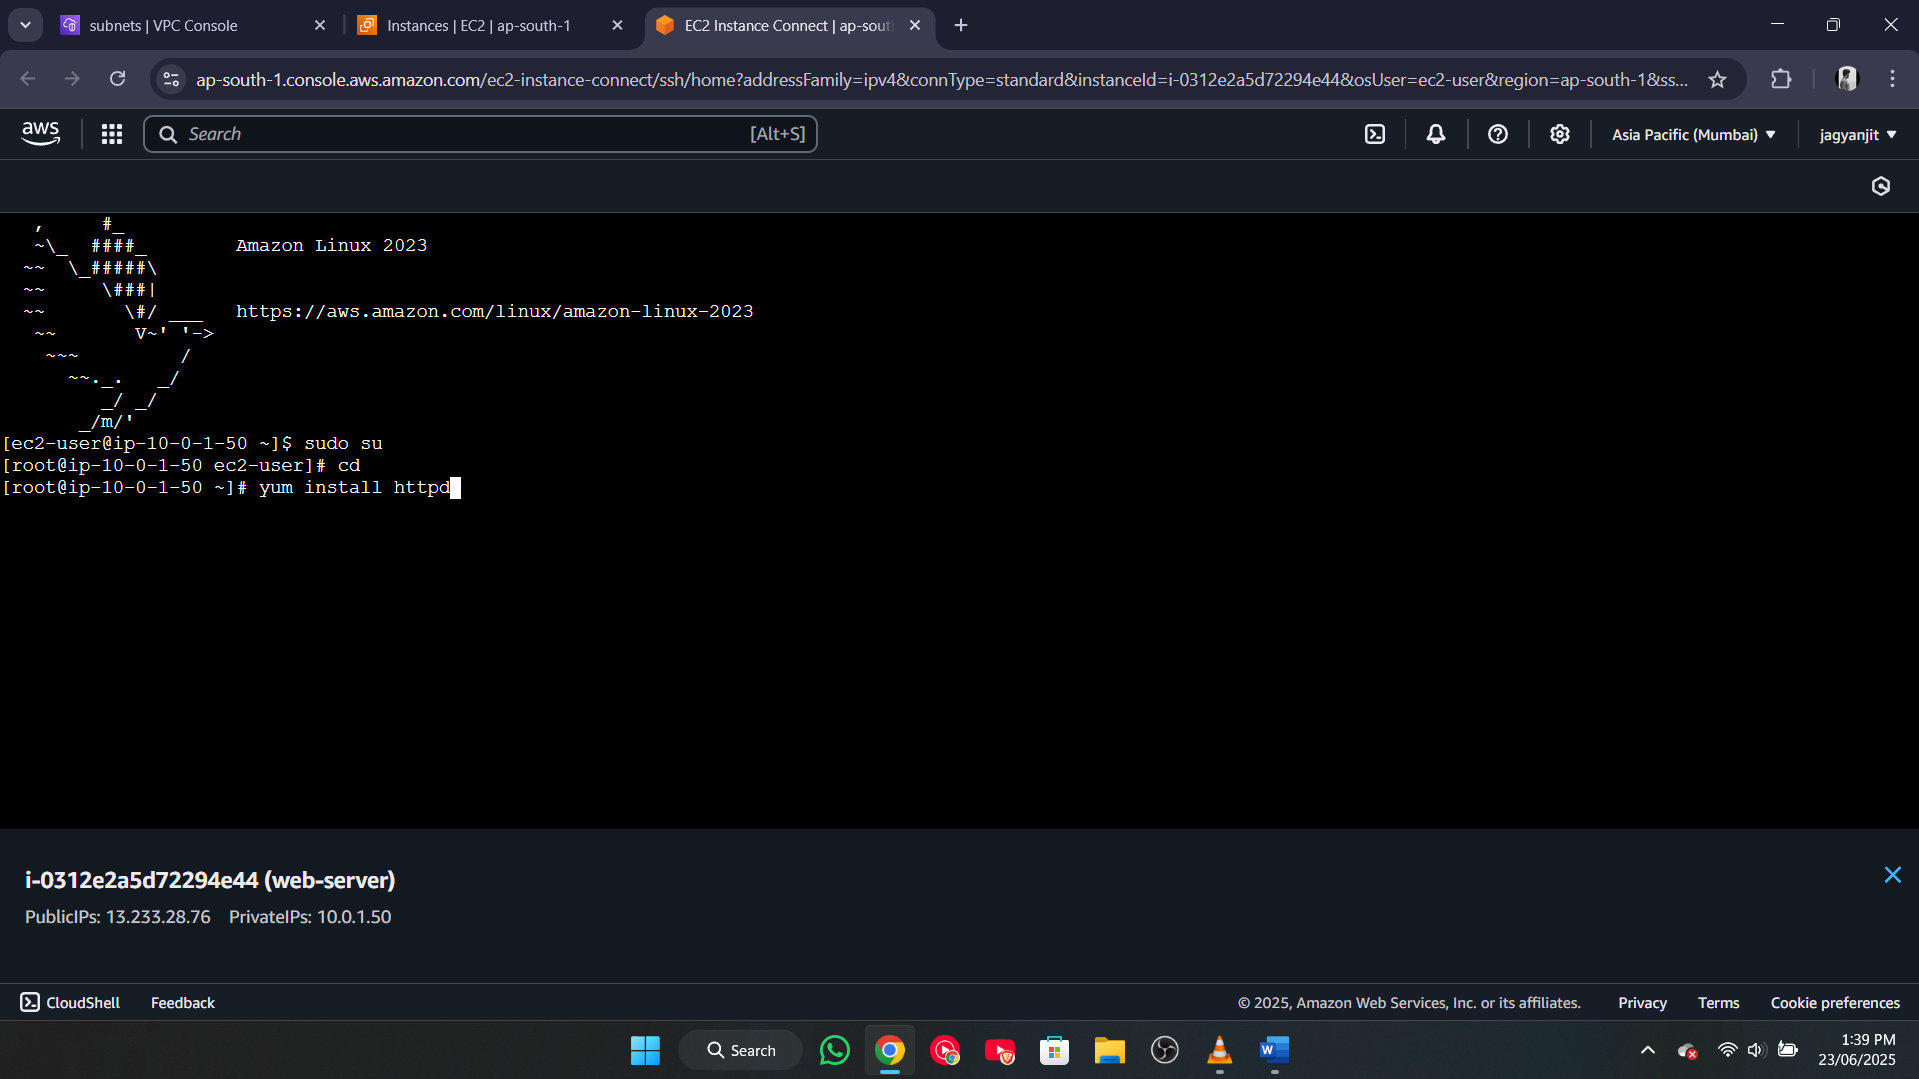 subnets | VPC Console
Instances | EC2 | ap-south-1
EC2 Instance Connect | ap-sout
ap-south-1.console.aws.amazon.com/ec2-instance-connect/ssh/home?addressFamily=ipv4&connType=standard&instanceId=i-0312e2a5d72294e44&osUser=ec2-user&region=ap-south-1&ss...
aws
Search
[Alt+S]
Asia Pacific (Mumbai)
jagyanjit
   ,     #_
   ~\_  ####_        Amazon Linux 2023
  ~~  \_#####\
  ~~     \###|
  ~~       \#/ ___   https://aws.amazon.com/linux/amazon-linux-2023
   ~~       V~' '->
    ~~~         /
      ~~._.   _/
         _/ _/
       _/m/'
[ec2-user@ip-10-0-1-50 ~]$ sudo su
[root@ip-10-0-1-50 ec2-user]# cd
[root@ip-10-0-1-50 ~]# yum install httpd
i-0312e2a5d72294e44 (web-server)
PublicIPs: 13.233.28.76 PrivateIPs: 10.0.1.50
CloudShell
Feedback
© 2025, Amazon Web Services, Inc. or its affiliates.
Privacy
Terms
Cookie preferences
Search
1:39 PM
23/06/2025